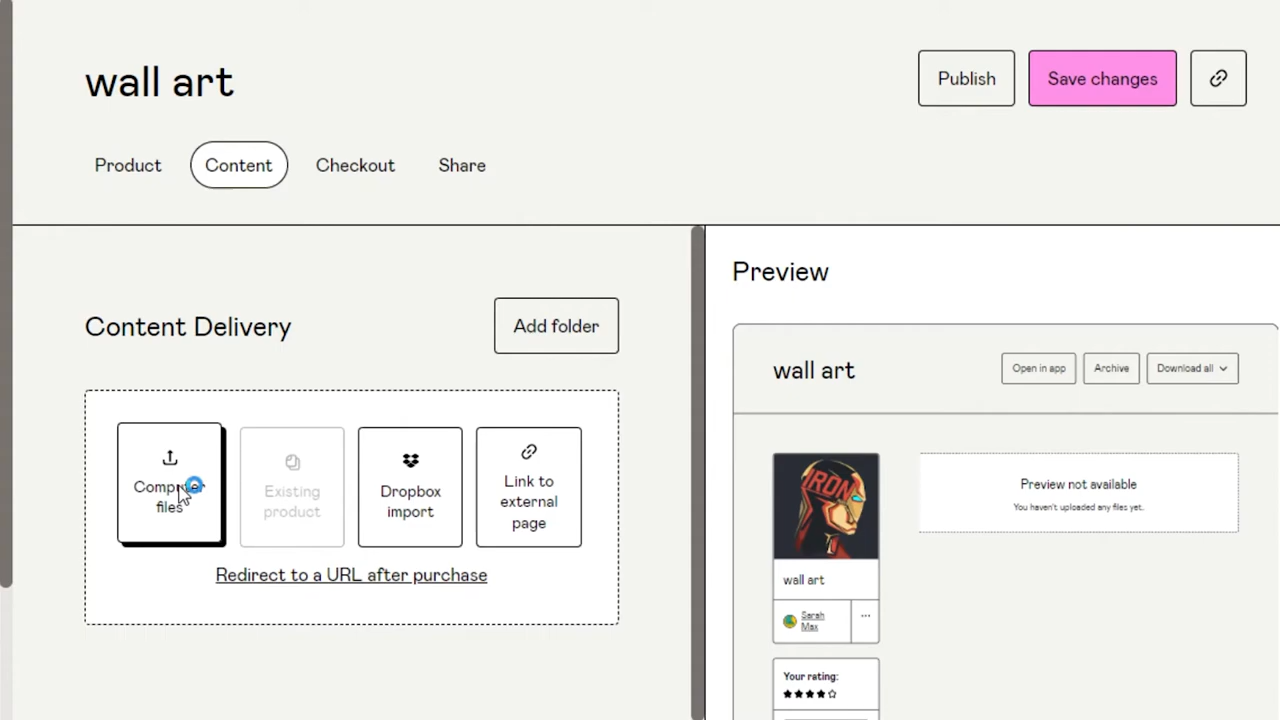 wall art
Publish
Save changes
Product
Content
Checkout
Share
Content Delivery
Add folder
Computer
files
Existing
product
Dropbox
import
Link to
external
page
Redirect to a URL after purchase
Preview
wall art
Open in app
Archive
Download all
IRON
wall art
Sarah
Max
Your rating:
Preview not available
You haven't uploaded any files yet.